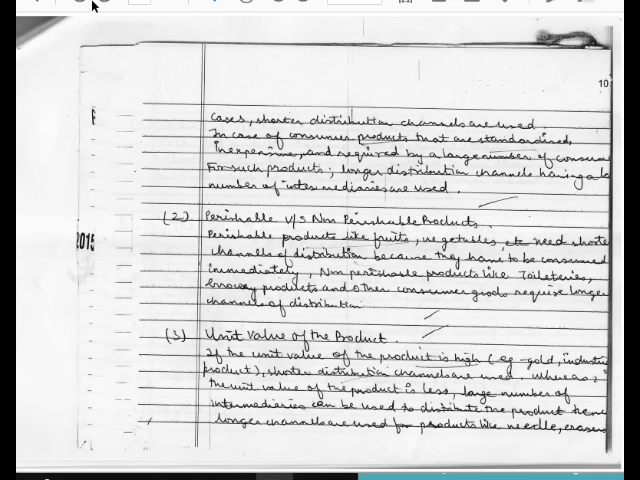 10
cases, shorter distribution channels are used
In case of consumer products that are standardised,
inexpensive, and required by a large number of consume
For such products, longer distribution channels having a la
number of intermediaries are used.
(2) Perishable v/s Non Perishable Products.
Perishable products like fruits, vegetables, etc need shorte
channels of distribution because they have to be consumed
immediately, Non perishable products like Toileteries,
products and other consumer goods require longer
channels of distribution
2015
(3) Unit Value of the Product.
If the unit value of the product is high (eg-gold, industri
product), shorter distribution channels are used. Whereas
the unit value of the product is less, large number of
intermediaries can be used to distribute the product hence
longer channels are used for products like needle, erasers